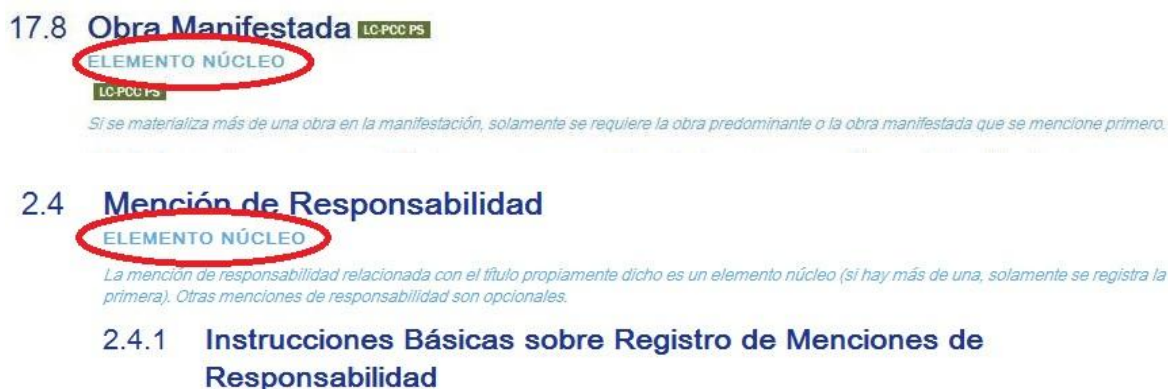 17.8 Obra Manifestada LC-PCC PS
ELEMENTO NÚCLEO
LC-PCC PS
Si se materializa más de una obra en la manifestación, solamente se requiere la obra predominante o la obra manifestada que se mencione primero.
2.4 Mención de Responsabilidad
ELEMENTO NÚCLEO
La mención de responsabilidad relacionada con el título propiamente dicho es un elemento núcleo (si hay más de una, solamente se registra la
primera). Otras menciones de responsabilidad son opcionales.
2.4.1 Instrucciones Básicas sobre Registro de Menciones de
Responsabilidad